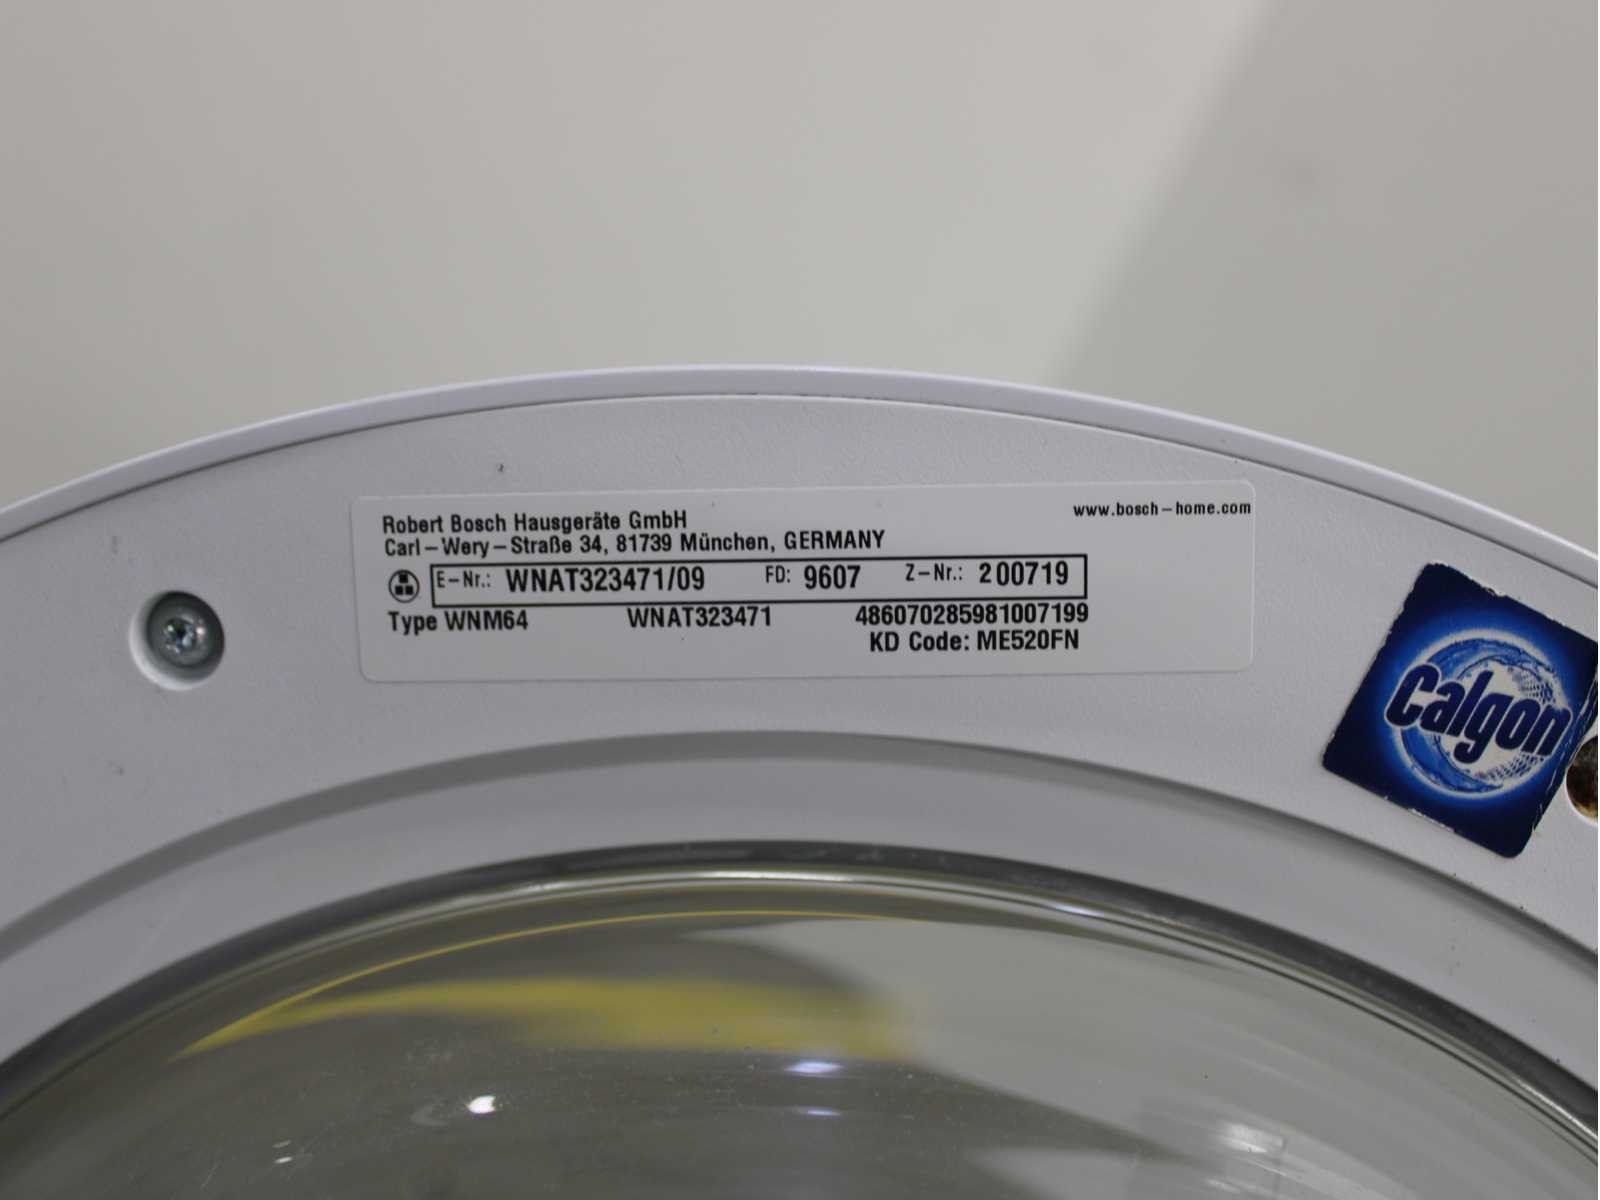 Robert Bosch Hausgeräte GmbH
www.bosch-home.com
Carl-Wery-Straße 34, 81739 München, GERMANY
E-Nr.: WNAT323471/09 FD: 9607 Z-Nr.: 200719
Type WNM64 WNAT323471 486070285981007199
KD Code: ME520FN
Calgon